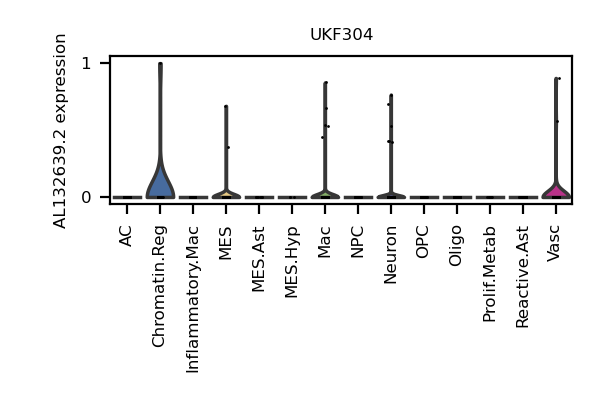 UKF304
AL132639.2 expression
1
0
AC
Chromatin.Reg
Inflammatory.Mac
MES
MES.Ast
MES.Hyp
Mac
NPC
Neuron
OPC
Oligo
Prolif.Metab
Reactive.Ast
Vasc